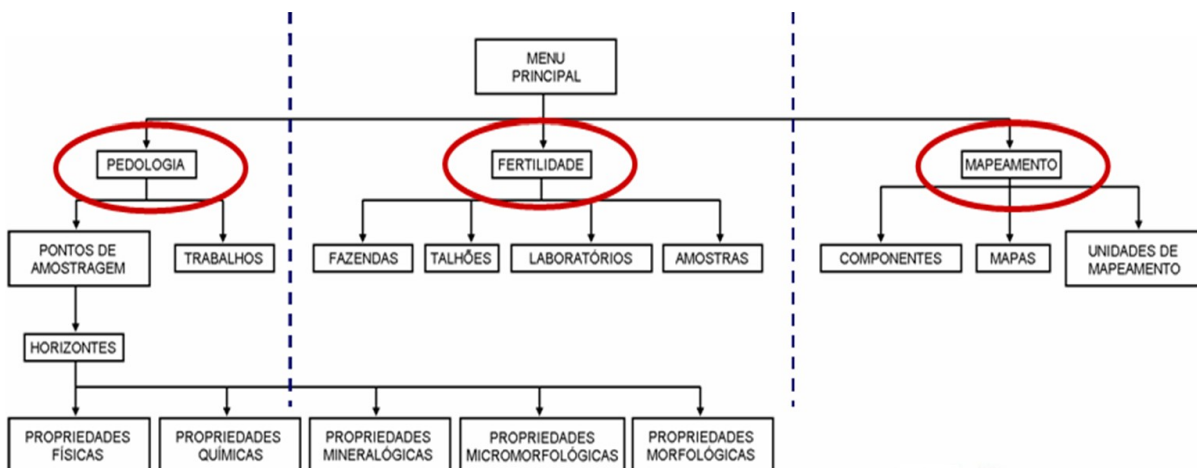 MENU
PRINCIPAL
PEDOLOGIA
FERTILIDADE
MAPEAMENTO
PONTOS DE
AMOSTRAGEM
TRABALHOS
FAZENDAS
TALHÕES
LABORATÓRIOS
AMOSTRAS
COMPONENTES
MAPAS
UNIDADES DE
MAPEAMENTO
HORIZONTES
PROPRIEDADES
FÍSICAS
PROPRIEDADES
QUÍMICAS
PROPRIEDADES
MINERALÓGICAS
PROPRIEDADES
MICROMORFOLÓGICAS
PROPRIEDADES
MORFOLÓGICAS